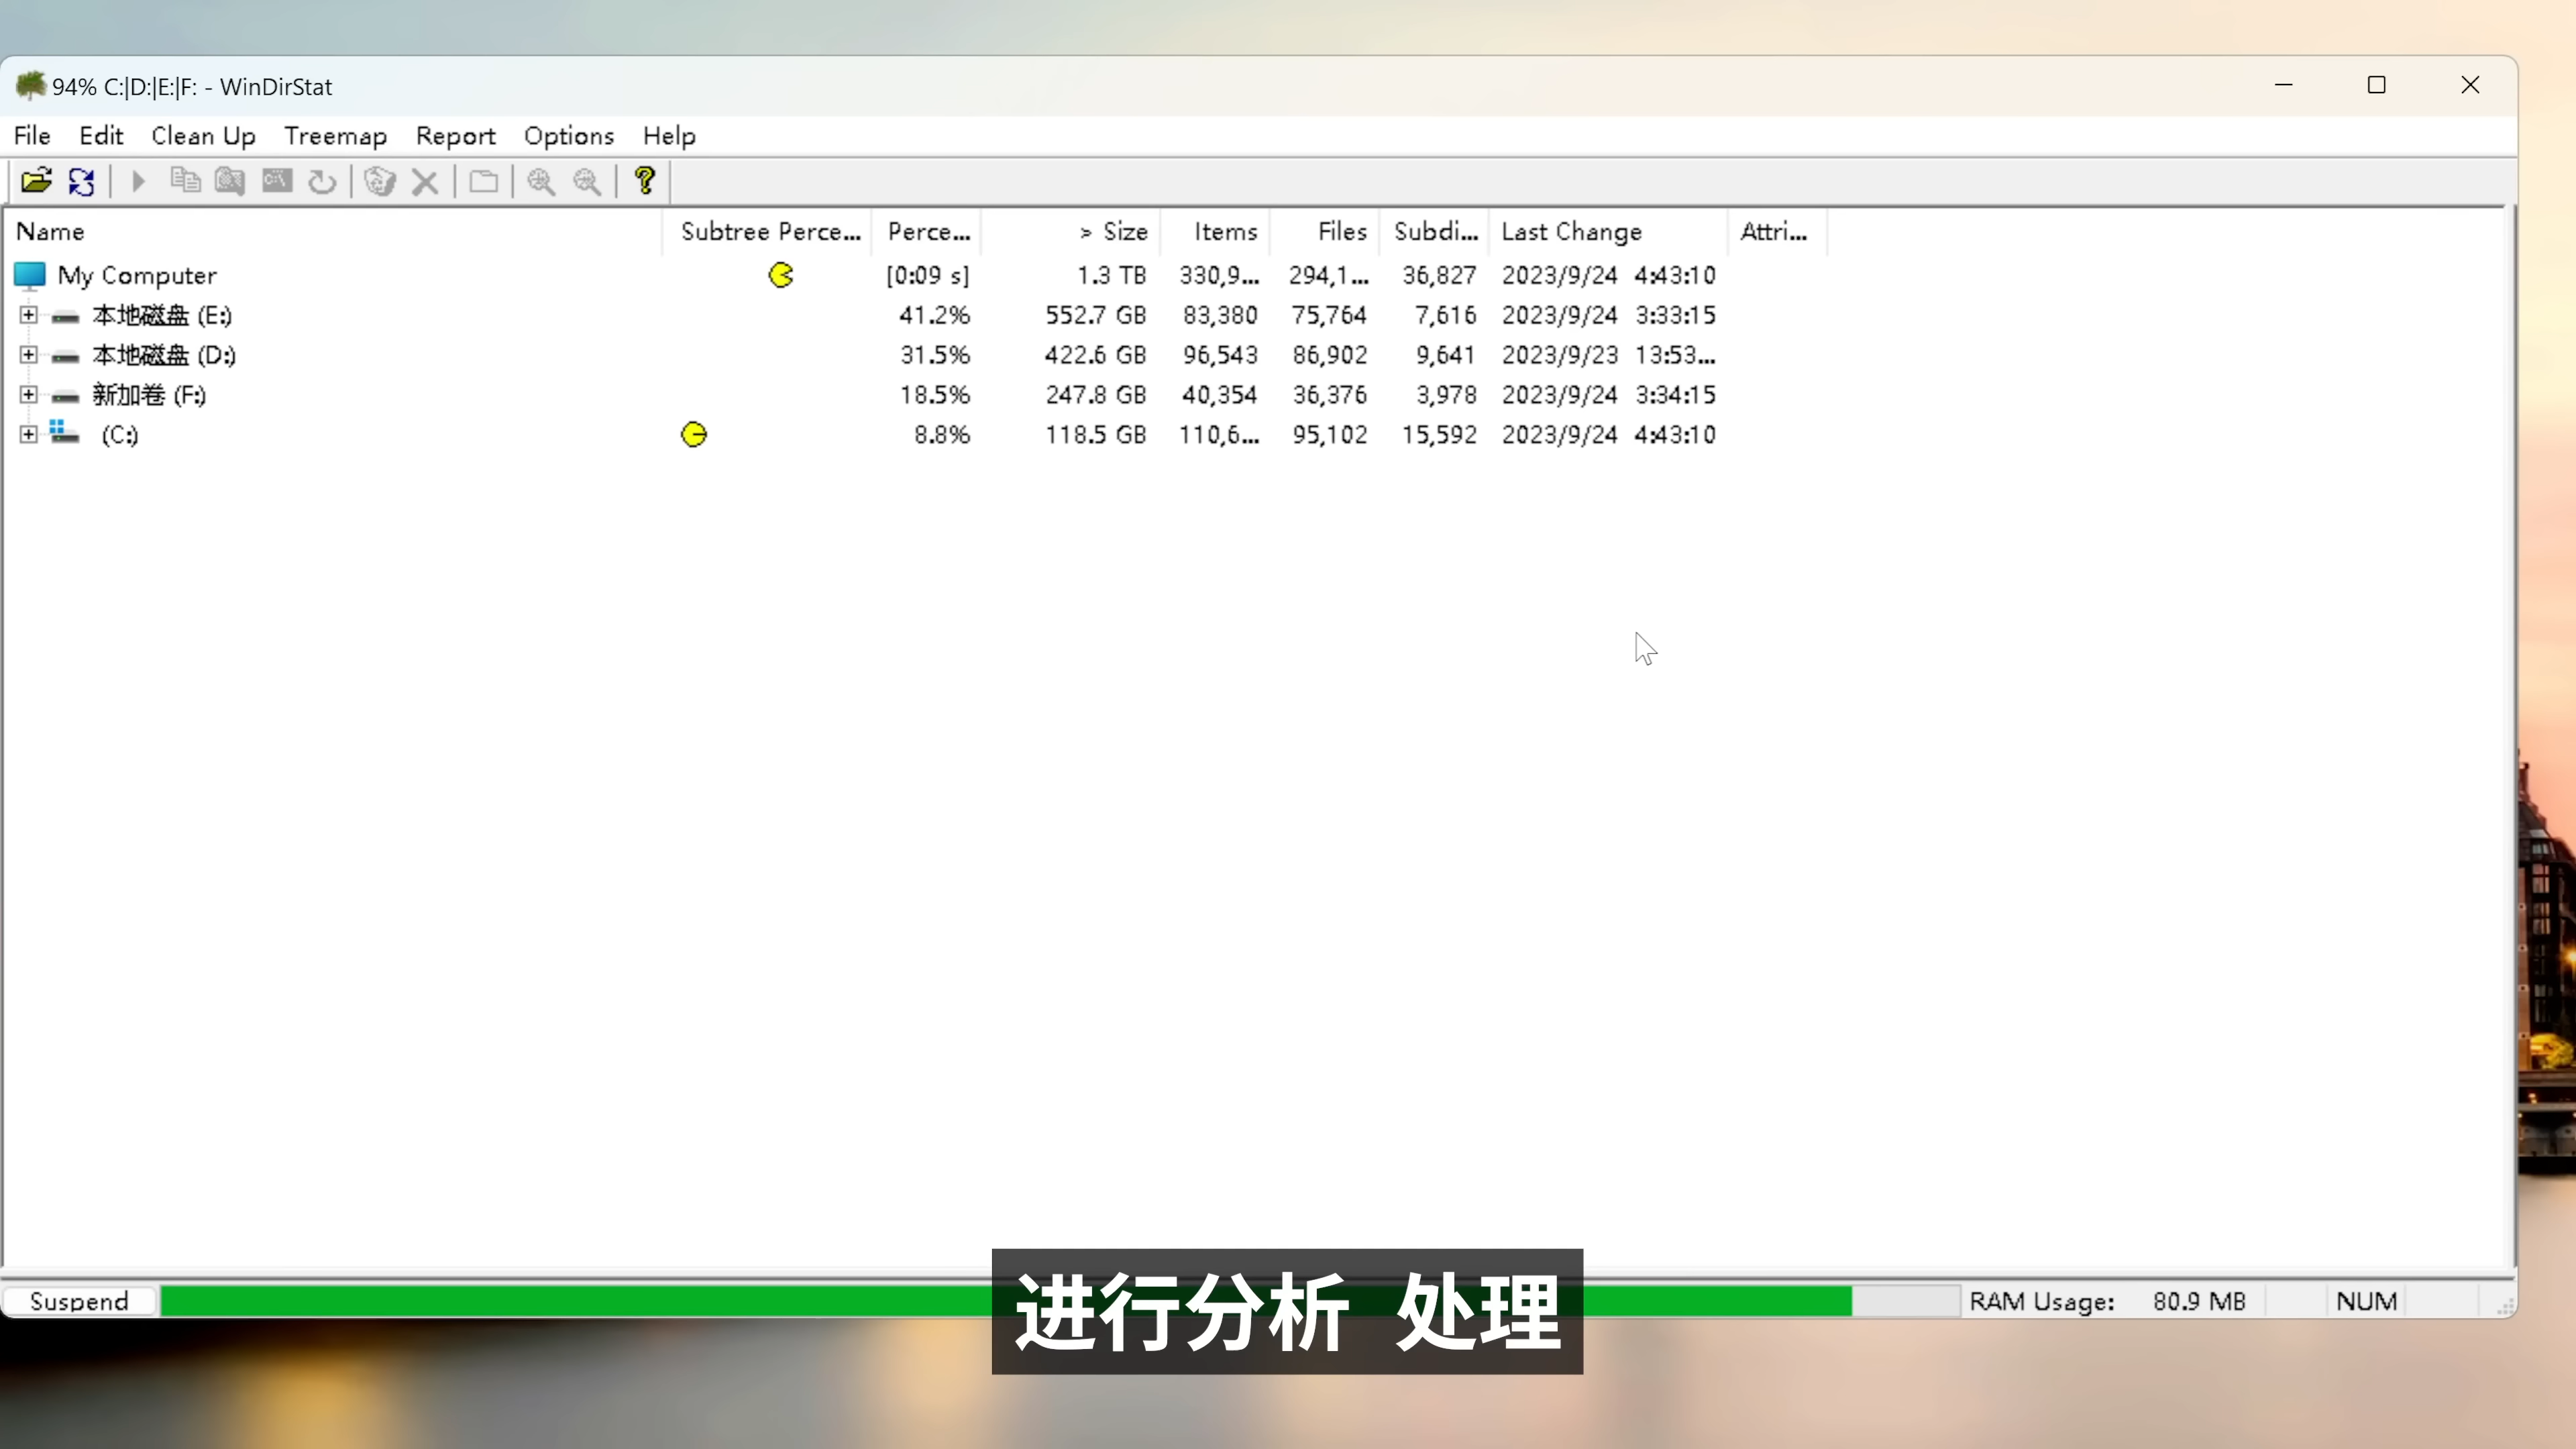 94% C:|D:|E:|F: - WinDirStat
File Edit Clean Up Treemap Report Options Help
Name Subtree Perce... Perce... > Size Items Files Subdi... Last Change Attri...
My Computer [0:09 s] 1.3 TB 330,9... 294,1... 36,827 2023/9/24 4:43:10
本地磁盘 (E:) 41.2% 552.7 GB 83,380 75,764 7,616 2023/9/24 3:33:15
本地磁盘 (D:) 31.5% 422.6 GB 96,543 86,902 9,641 2023/9/23 13:53...
新加卷 (F:) 18.5% 247.8 GB 40,354 36,376 3,978 2023/9/24 3:34:15
(C:) 8.8% 118.5 GB 110,6... 95,102 15,592 2023/9/24 4:43:10
Suspend RAM Usage: 80.9 MB NUM
进行分析 处理